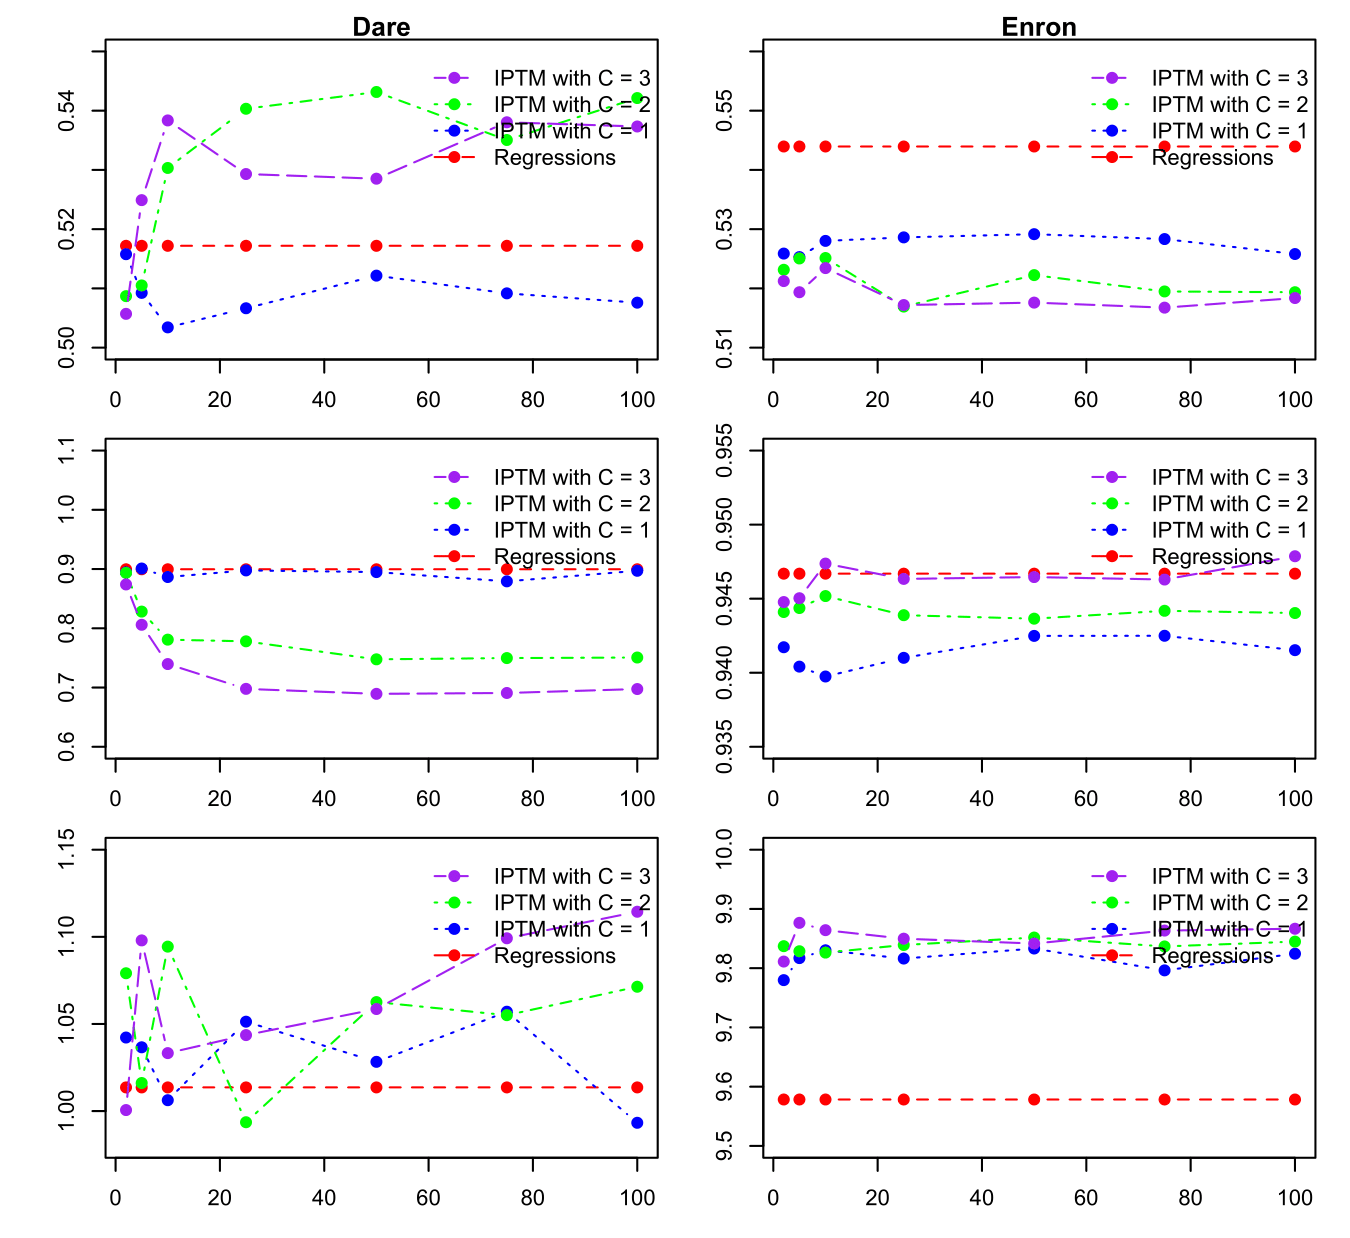 Dare
0.50 0.52 0.54
IPTM with C = 3
IPTM with C = 2
IPTM with C = 1
Regressions
0 20 40 60 80 100
Enron
0.51 0.53 0.55
IPTM with C = 3
IPTM with C = 2
IPTM with C = 1
Regressions
0 20 40 60 80 100
0.6 0.7 0.8 0.9 1.0 1.1
IPTM with C = 3
IPTM with C = 2
IPTM with C = 1
Regressions
0 20 40 60 80 100
0.935 0.940 0.945 0.950 0.955
IPTM with C = 3
IPTM with C = 2
IPTM with C = 1
Regressions
0 20 40 60 80 100
1.00 1.05 1.10 1.15
IPTM with C = 3
IPTM with C = 2
IPTM with C = 1
Regressions
0 20 40 60 80 100
9.5 9.6 9.7 9.8 9.9 10.0
IPTM with C = 3
IPTM with C = 2
IPTM with C = 1
Regressions
0 20 40 60 80 100